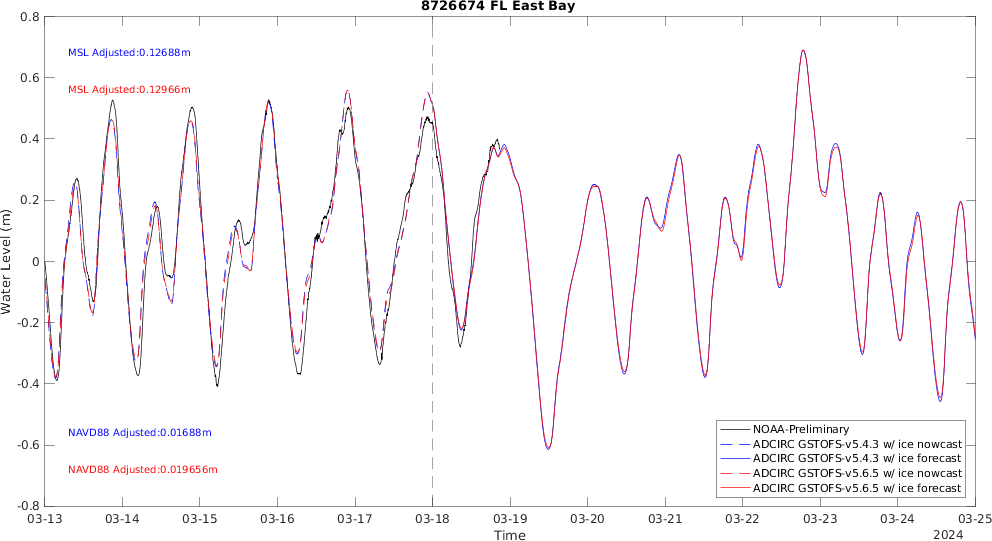 8726674 FL East Bay
0.8
0.6
0.4
0.2
0
-0.2
-0.4
-0.6
-0.8
Water Level (m)
MSL Adjusted:0.12688m
MSL Adjusted:0.12966m
NAVD88 Adjusted:0.01688m
NAVD88 Adjusted:0.019656m
NOAA-Preliminary
ADCIRC GSTOFS-v5.4.3 w/ ice nowcast
ADCIRC GSTOFS-v5.4.3 w/ ice forecast
ADCIRC GSTOFS-v5.6.5 w/ ice nowcast
ADCIRC GSTOFS-v5.6.5 w/ ice forecast
03-13 03-14 03-15 03-16 03-17 03-18 03-19 03-20 03-21 03-22 03-23 03-24 03-25
Time
2024